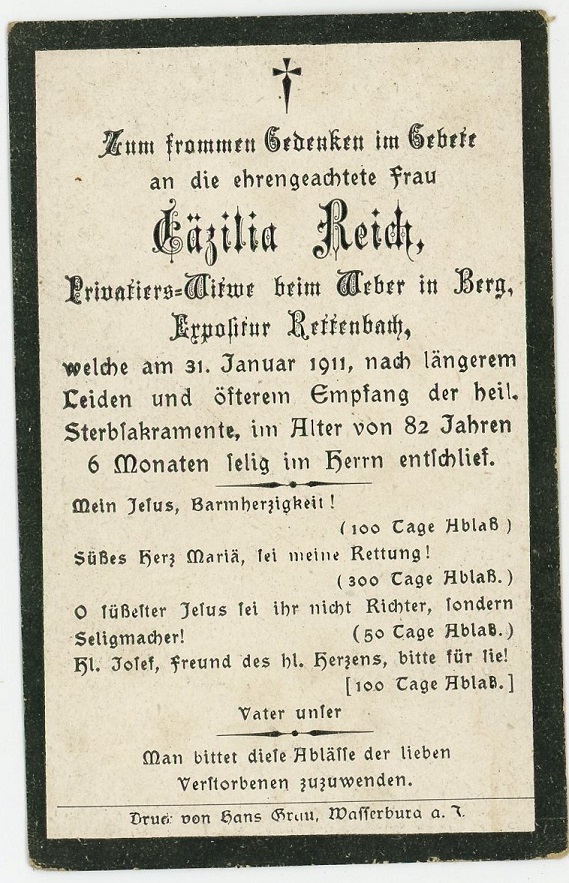 Zum frommen Gedenken im Gebete
an die ehrengeachtete Frau
Cäzilia Reich,
Privatiers=Witwe beim Weber in Berg,
Expositur Rettenbach,
welche am 31. Januar 1911, nach längerem
Leiden und öfterem Empfang der heil.
Sterbsakramente, im Alter von 82 Jahren
6 Monaten selig im Herrn entschlief.
Mein Jesus, Barmherzigkeit!
(100 Tage Ablaß)
Süßes Herz Mariä, sei meine Rettung!
(300 Tage Ablaß.)
O süßester Jesus sei ihr nicht Richter, sondern
Seligmacher! (50 Tage Ablaß.)
Hl. Josef, Freund des hl. Herzens, bitte für sie!
[100 Tage Ablaß.]
Vater unser
Man bittet diese Ablässe der lieben
Verstorbenen zuzuwenden.
Druck von Hans Grau, Wasserburg a. J.